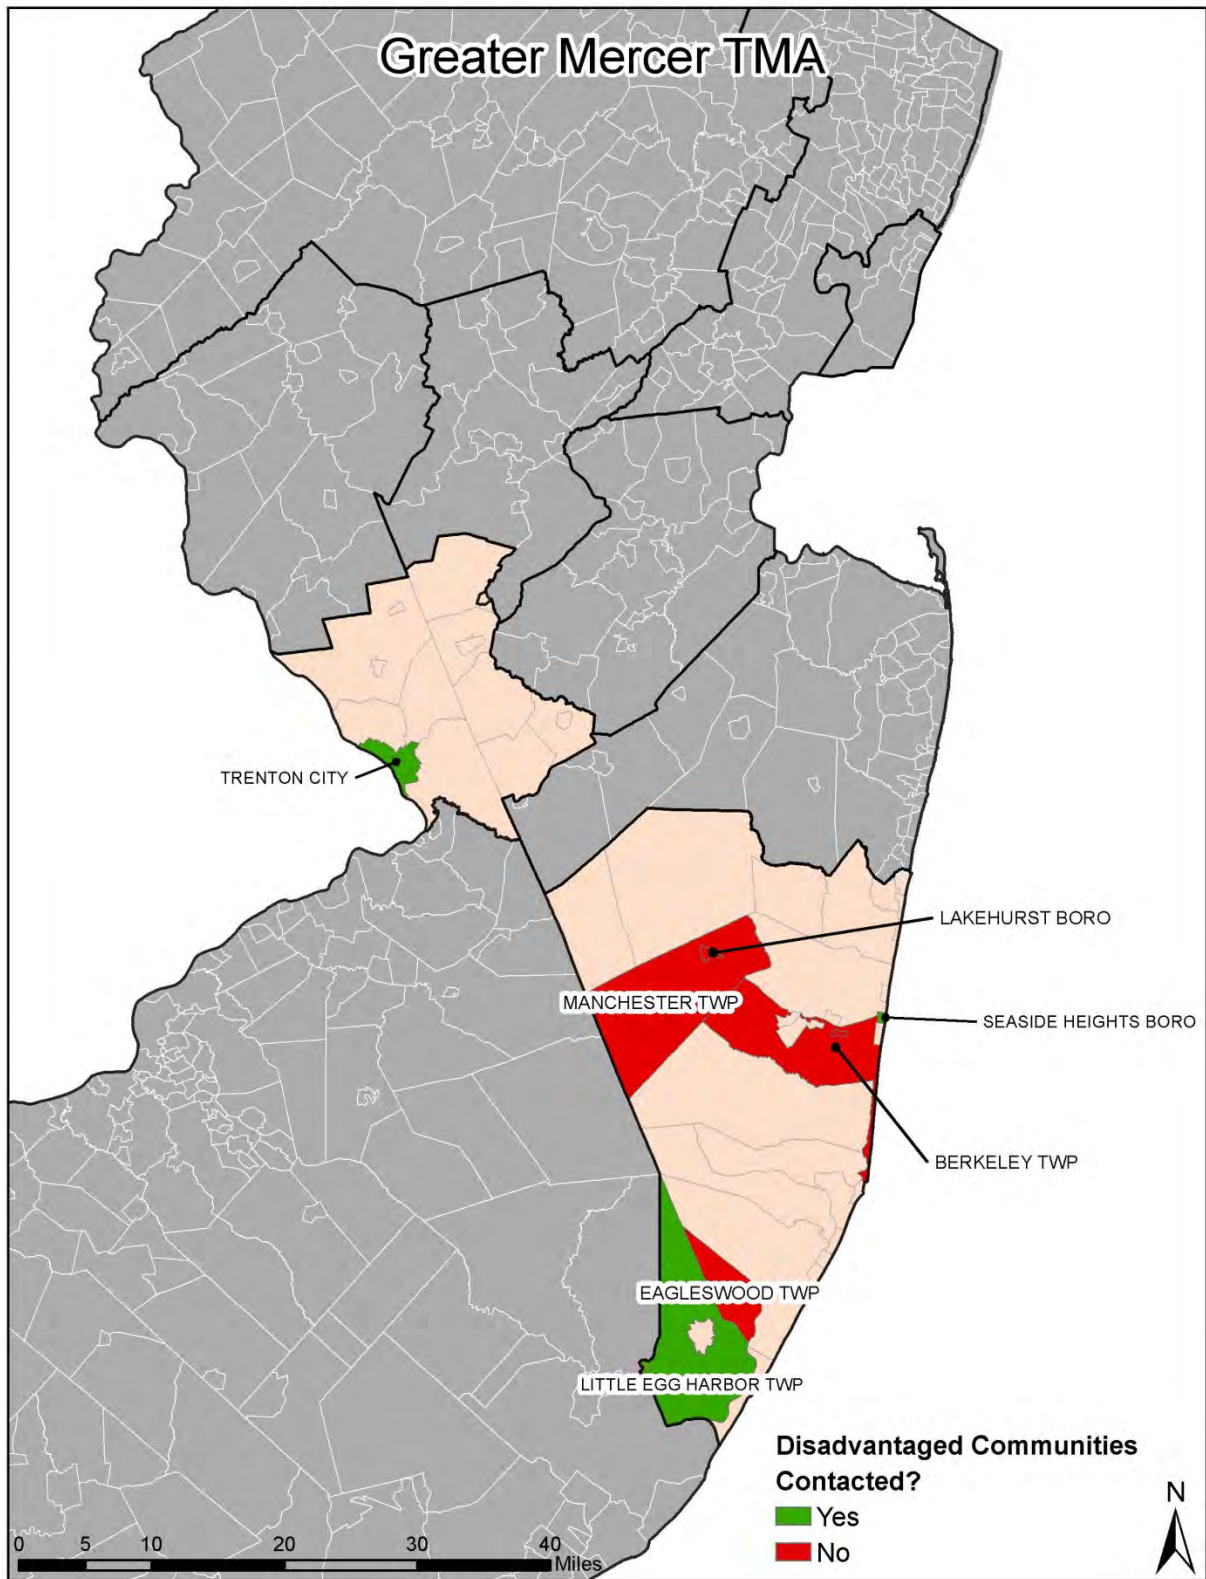 Greater Mercer TMA
TRENTON CITY
LAKEHURST BORO
MANCHESTER TWP
SEASIDE HEIGHTS BORO
BERKELEY TWP
EAGLESWOOD TWP
LITTLE EGG HARBOR TWP
Disadvantaged Communities
Contacted?
Yes
No
N
0 5 10 20 30 40
Miles